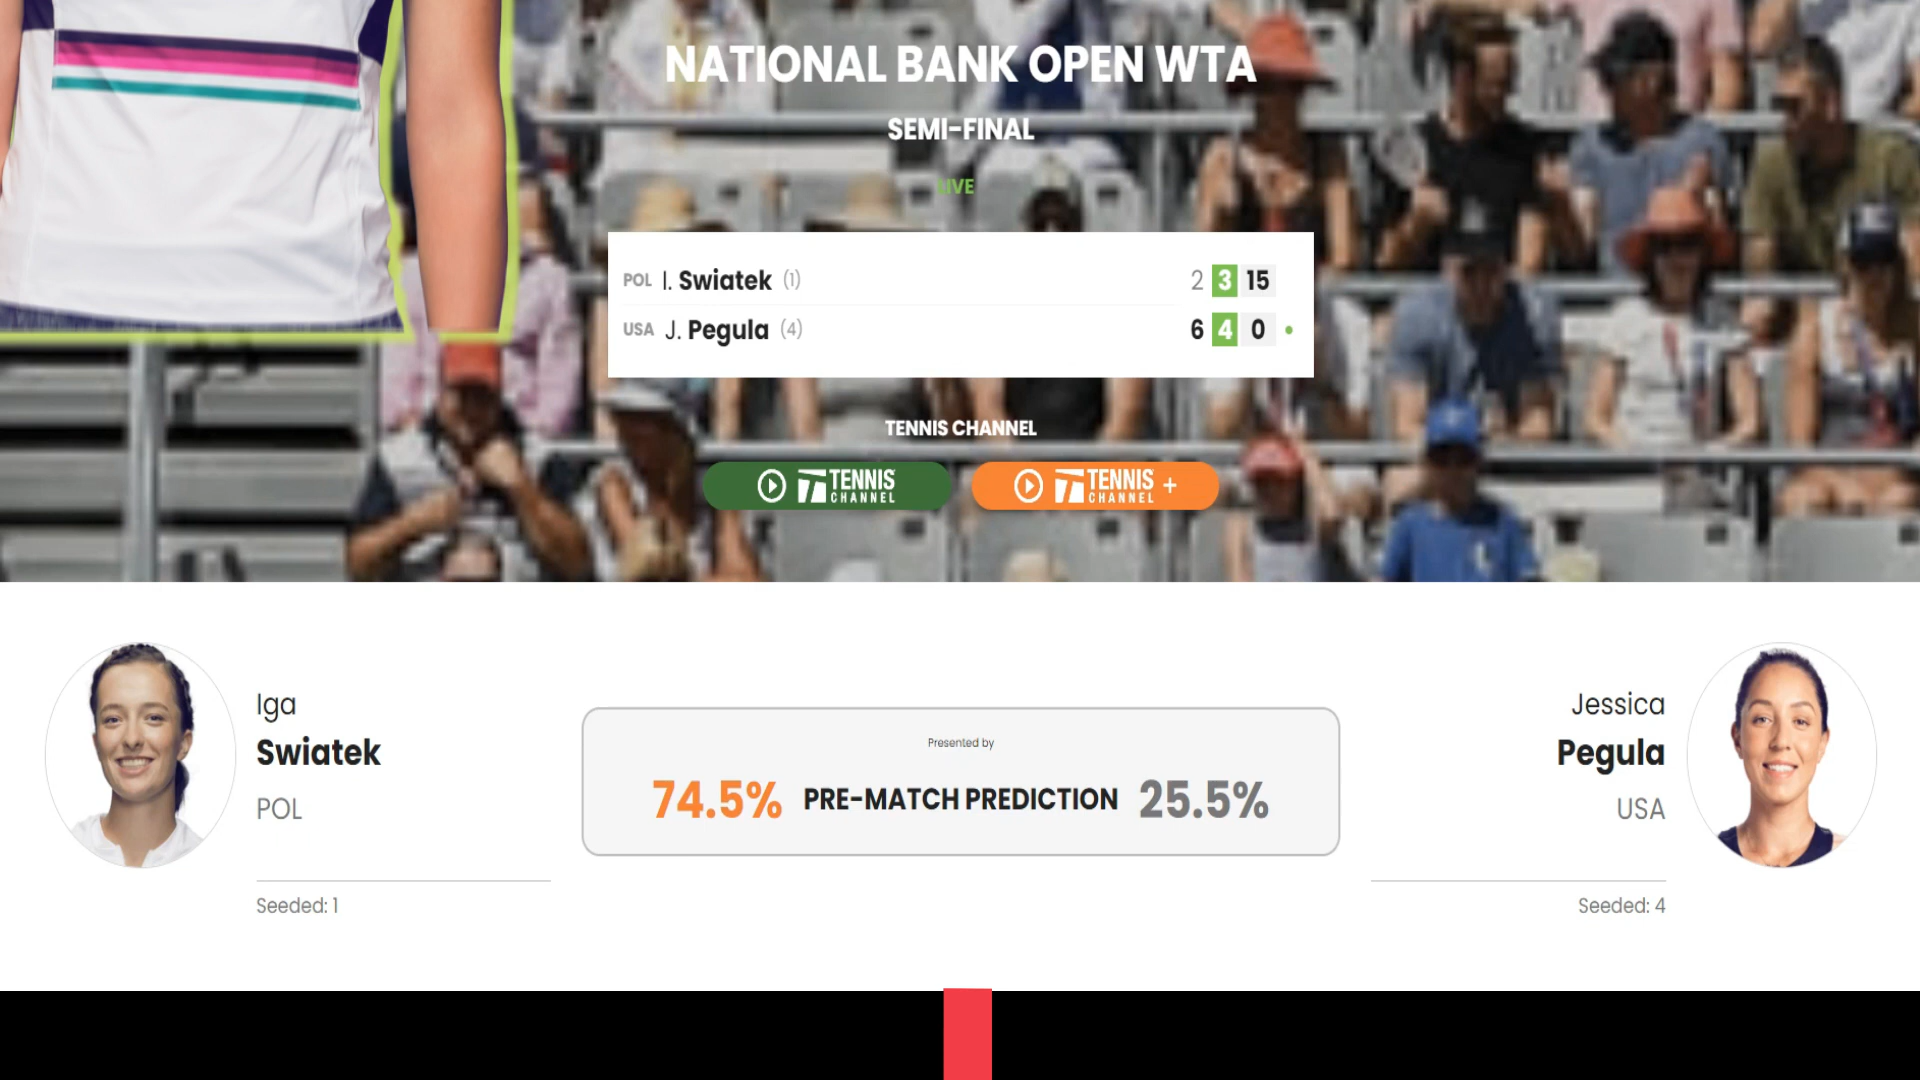 NATIONAL BANK OPEN WTA
SEMI-FINAL
LIVE
POL I. Swiatek (1) 2 3 15
USA J. Pegula (4) 6 4 0
TENNIS CHANNEL
TENNIS CHANNEL
TENNIS CHANNEL +
Iga
Swiatek
POL
Seeded: 1
Presented by
74.5% PRE-MATCH PREDICTION 25.5%
Jessica
Pegula
USA
Seeded: 4